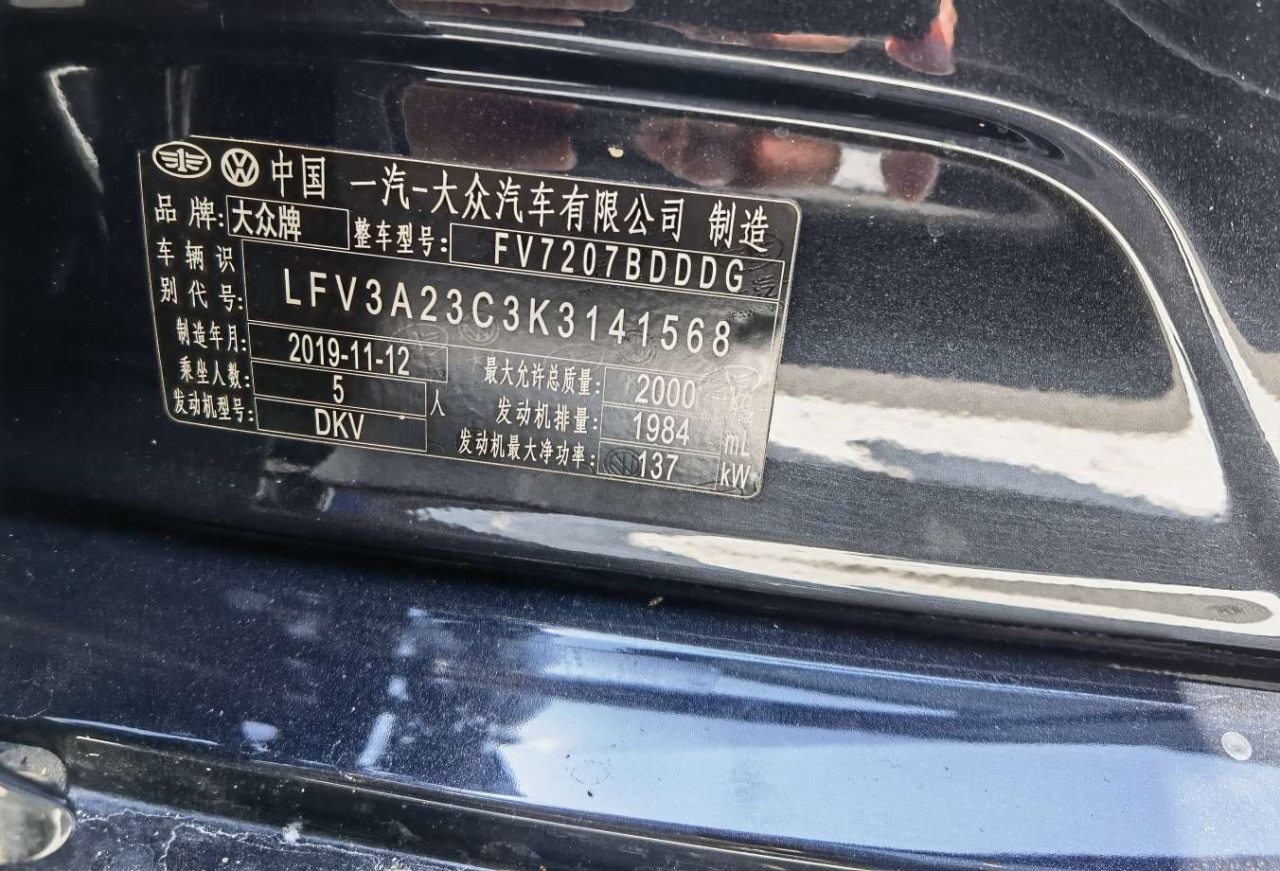 中国 一汽-大众汽车有限公司 制造
品牌: 大众牌 整车型号: FV7207BDDDG
车辆识别代号: LFV3A23C3K3141568
制造年月: 2019-11-12 最大允许总质量: 2000 kg
乘坐人数: 5 人 发动机排量: 1984 mL
发动机型号: DKV 发动机最大净功率: 137 kW